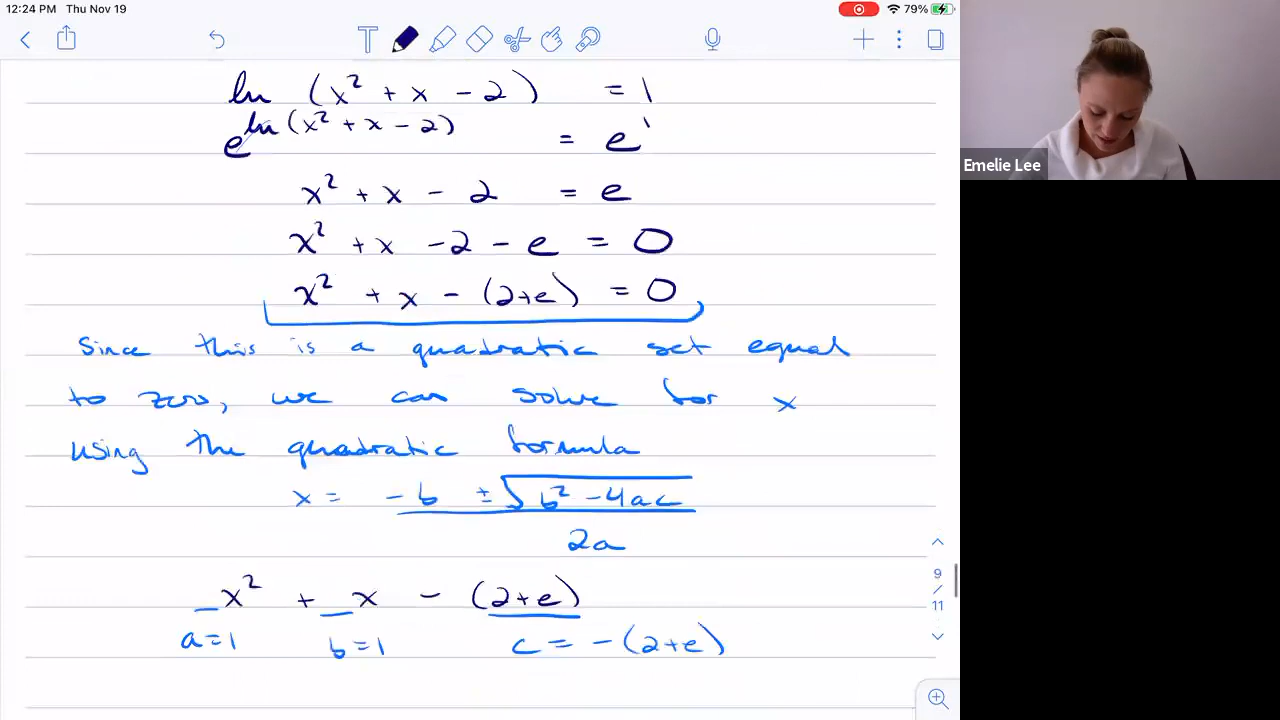 12:24 PM Thu Nov 19 79%
ln (x² + x - 2) = 1
e^ln(x² + x - 2) = e¹
x² + x - 2 = e
x² + x - 2 - e = 0
x² + x - (2+e) = 0
Since this is a quadratic set equal
to zero, we can solve for x
using the quadratic formula
x = -b ± √b² - 4ac
2a
_x² + _x - (2+e)
a=1 b=1 c = -(2+e)
9
/
11
Emelie Lee